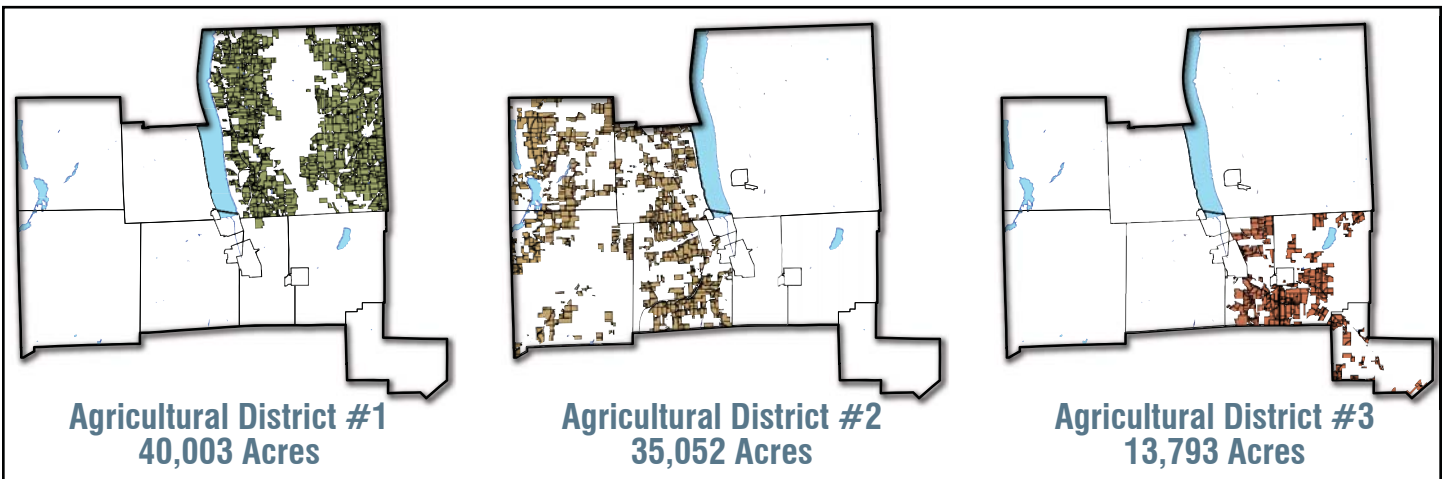 Agricultural District #1
40,003 Acres
Agricultural District #2
35,052 Acres
Agricultural District #3
13,793 Acres